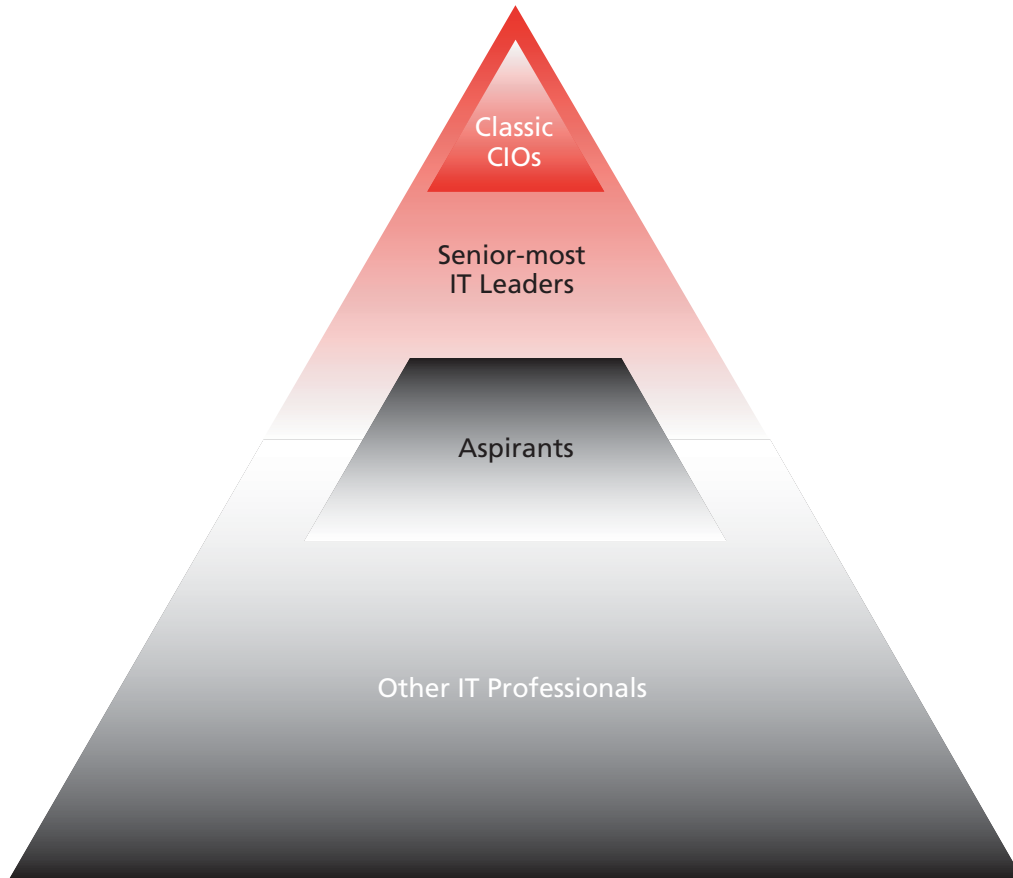 Classic
CIOs
Senior-most
IT Leaders
Aspirants
Other IT Professionals